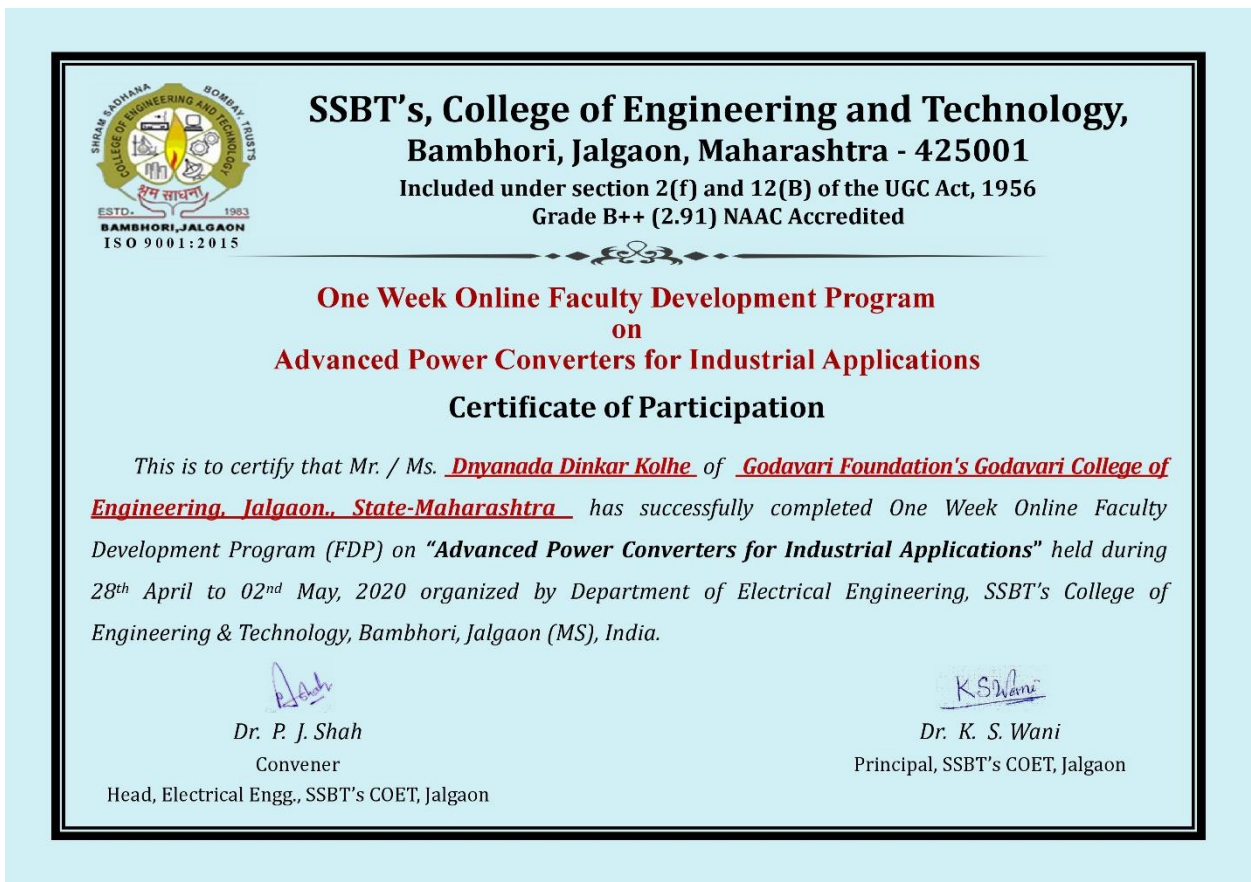 SHRAM SADHANA BOMBAY TRUSTS
COLLEGE OF ENGINEERING AND TECHNOLOGY
श्रम साधना
ESTD. 1983
BAMBHORI,JALGAON
ISO 9001:2015
SSBT's, College of Engineering and Technology,
Bambhori, Jalgaon, Maharashtra - 425001
Included under section 2(f) and 12(B) of the UGC Act, 1956
Grade B++ (2.91) NAAC Accredited
One Week Online Faculty Development Program
on
Advanced Power Converters for Industrial Applications
Certificate of Participation
This is to certify that Mr. / Ms. Dnyanada Dinkar Kolhe of Godavari Foundation's Godavari College of
Engineering, Jalgaon., State-Maharashtra has successfully completed One Week Online Faculty
Development Program (FDP) on "Advanced Power Converters for Industrial Applications" held during
28th April to 02nd May, 2020 organized by Department of Electrical Engineering, SSBT's College of
Engineering & Technology, Bambhori, Jalgaon (MS), India.
P.J.Shah
K S Wani
Dr. P. J. Shah
Dr. K. S. Wani
Convener
Principal, SSBT's COET, Jalgaon
Head, Electrical Engg., SSBT's COET, Jalgaon